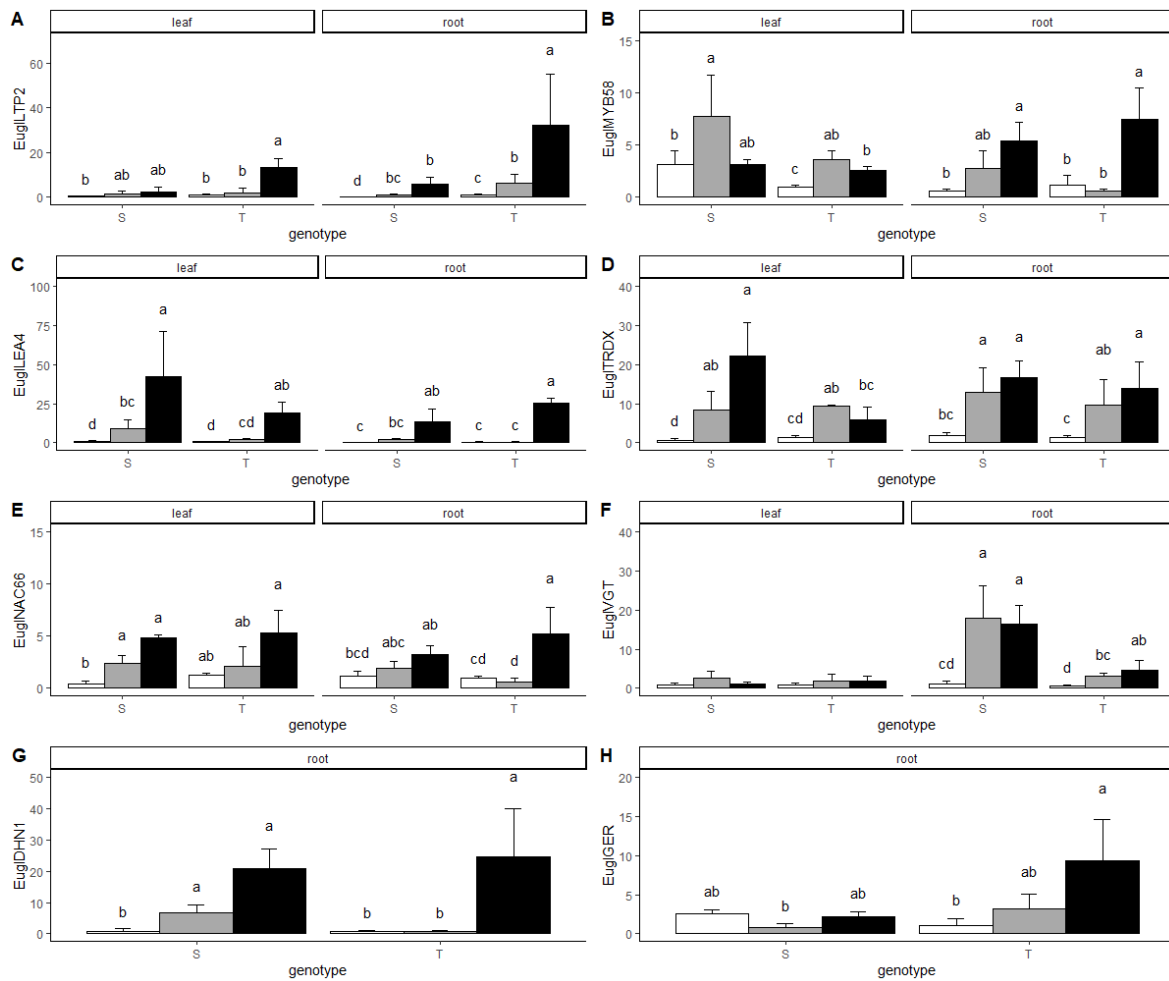 A
leaf
root
EuglLTP2
60
40
20
0
b
ab
ab
b
b
a
d
b
b
c
b
a
S
T
S
T
genotype
B
leaf
root
EuglMYB58
15
10
5
0
b
a
ab
c
a
b
b
ab
a
b
b
a
S
T
S
T
genotype
C
leaf
root
EuglLEA4
100
75
50
25
0
d
bc
a
d
cd
ab
c
bc
ab
c
c
a
S
T
S
T
genotype
D
leaf
root
EuglTRDX
40
30
20
10
0
d
ab
a
cd
ab
bc
bc
a
a
c
ab
a
S
T
S
T
genotype
E
leaf
root
EuglNAC66
15
10
5
0
b
a
a
ab
ab
a
bcd
abc
ab
cd
d
a
S
T
S
T
genotype
F
leaf
root
EuglVGT
40
30
20
10
0
cd
a
a
d
bc
ab
S
T
S
T
genotype
G
root
EuglDHN1
50
40
30
20
10
0
b
a
a
b
b
a
S
T
genotype
H
root
EuglGER
20
15
10
5
0
ab
b
ab
b
ab
a
S
T
genotype